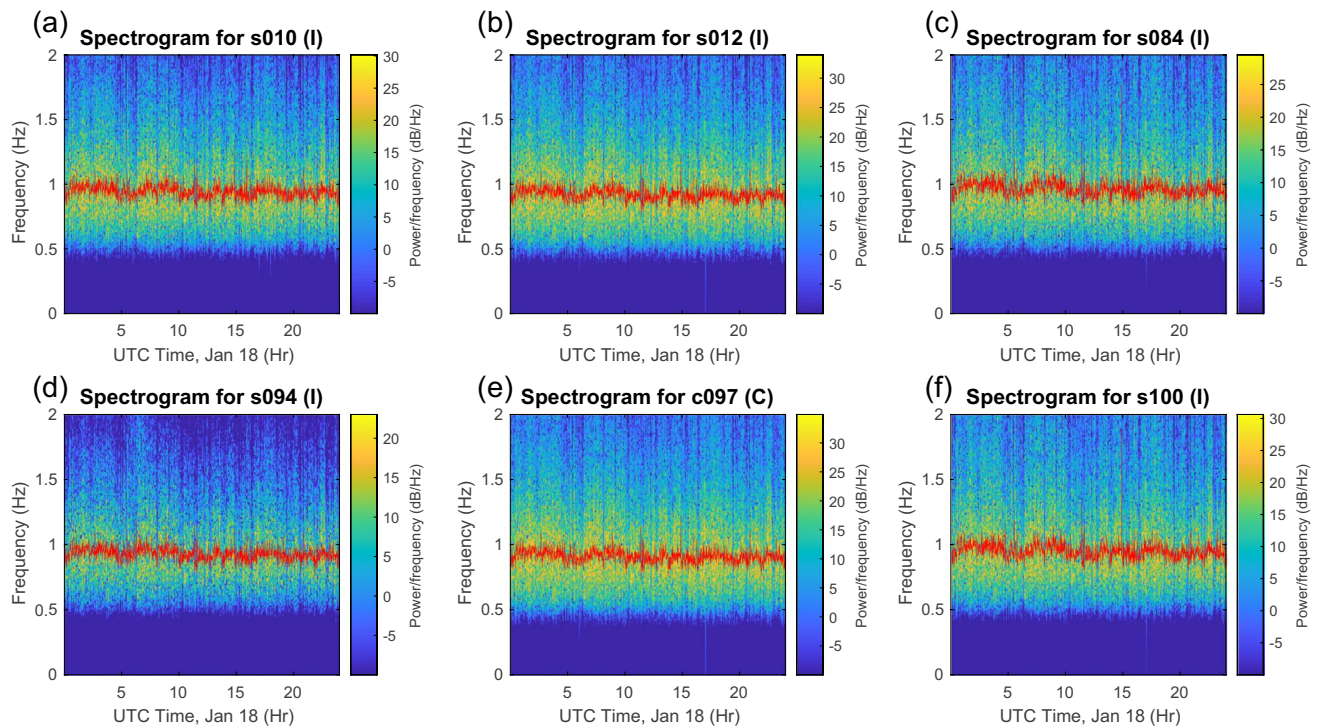 (a) Spectrogram for s010 (I)
2
1.5
1
0.5
0
Frequency (Hz)
5 10 15 20
UTC Time, Jan 18 (Hr)
30
25
20
15
10
5
0
-5
Power/frequency (dB/Hz)
(b) Spectrogram for s012 (I)
2
1.5
1
0.5
0
Frequency (Hz)
5 10 15 20
UTC Time, Jan 18 (Hr)
30
25
20
15
10
5
0
-5
Power/frequency (dB/Hz)
(c) Spectrogram for s084 (I)
2
1.5
1
0.5
0
Frequency (Hz)
5 10 15 20
UTC Time, Jan 18 (Hr)
25
20
15
10
5
0
-5
Power/frequency (dB/Hz)
(d) Spectrogram for s094 (I)
2
1.5
1
0.5
0
Frequency (Hz)
5 10 15 20
UTC Time, Jan 18 (Hr)
20
15
10
5
0
-5
Power/frequency (dB/Hz)
(e) Spectrogram for c097 (C)
2
1.5
1
0.5
0
Frequency (Hz)
5 10 15 20
UTC Time, Jan 18 (Hr)
30
25
20
15
10
5
0
-5
Power/frequency (dB/Hz)
(f) Spectrogram for s100 (I)
2
1.5
1
0.5
0
Frequency (Hz)
5 10 15 20
UTC Time, Jan 18 (Hr)
30
25
20
15
10
5
0
-5
Power/frequency (dB/Hz)